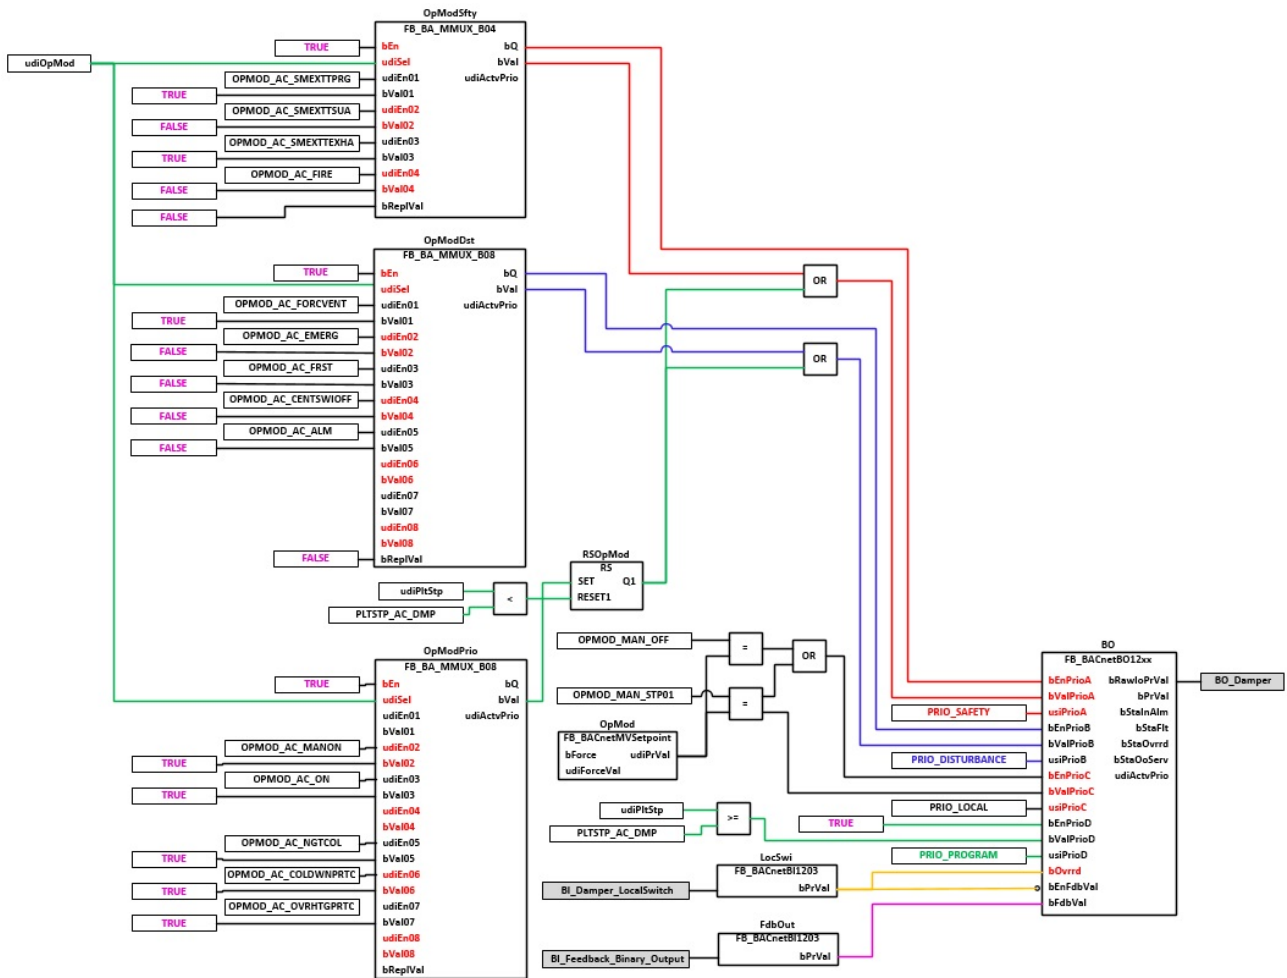 OpModSfty
FB_BA_MMUX_B04
TRUE
bEn
bQ
udiOpMod
udiSel
bVal
OPMOD_AC_SMEXTTPRG
udiEn01
udiActvPrio
TRUE
bVal01
OPMOD_AC_SMEXTTSUA
udiEn02
FALSE
bVal02
OPMOD_AC_SMEXTTEXHA
udiEn03
TRUE
bVal03
OPMOD_AC_FIRE
udiEn04
FALSE
bVal04
FALSE
bReplVal
OpModDst
FB_BA_MMUX_B08
TRUE
bEn
bQ
udiSel
bVal
OPMOD_AC_FORCVENT
udiEn01
udiActvPrio
TRUE
bVal01
OPMOD_AC_EMERG
udiEn02
FALSE
bVal02
OPMOD_AC_FRST
udiEn03
FALSE
bVal03
OPMOD_AC_CENTSWIOFF
udiEn04
FALSE
bVal04
OPMOD_AC_ALM
udiEn05
FALSE
bVal05
udiEn06
bVal06
udiEn07
bVal07
udiEn08
bVal08
FALSE
bReplVal
OR
OR
RSOpMod
RS
SET
Q1
RESET1
udiPltStp
PLTSTP_AC_DMP
<
OpModPrio
FB_BA_MMUX_B08
TRUE
bEn
bQ
udiSel
bVal
udiEn01
udiActvPrio
bVal01
OPMOD_AC_MANON
udiEn02
TRUE
bVal02
OPMOD_AC_ON
udiEn03
TRUE
bVal03
udiEn04
bVal04
OPMOD_AC_NGTCOL
udiEn05
TRUE
bVal05
OPMOD_AC_COLDWNPRTC
udiEn06
TRUE
bVal06
OPMOD_AC_OVRHTGPRTC
udiEn07
TRUE
bVal07
udiEn08
bVal08
bReplVal
OPMOD_MAN_OFF
=
OR
OPMOD_MAN_STP01
=
OpMod
FB_BACnetMVSetpoint
bForce
udiPrVal
udiForceVal
udiPltStp
PLTSTP_AC_DMP
>=
LocSwi
FB_BACnetBI1203
BI_Damper_LocalSwitch
bPrVal
FdbOut
FB_BACnetBI1203
BI_Feedback_Binary_Output
bPrVal
BO
FB_BACnetBO12xx
bEnPrioA
bRawIoPrVal
BO_Damper
bValPrioA
bPrVal
PRIO_SAFETY
usiPrioA
bStaInAlm
bEnPrioB
bStaFlt
bValPrioB
bStaOvrrd
PRIO_DISTURBANCE
usiPrioB
bStaOoServ
bEnPrioC
udiActvPrio
bValPrioC
PRIO_LOCAL
usiPrioC
TRUE
bEnPrioD
bValPrioD
PRIO_PROGRAM
usiPrioD
bOvrrd
bEnFdbVal
bFdbVal